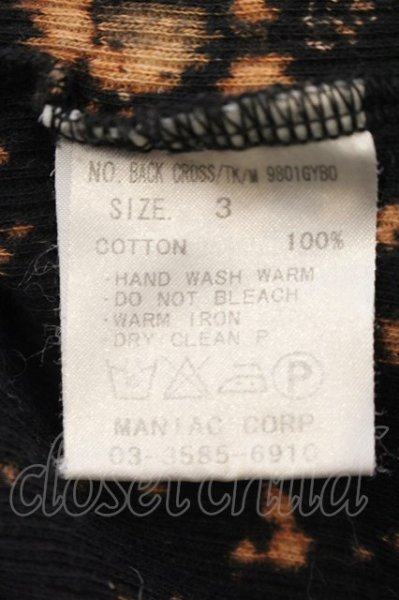 NO. BACK CROSS/TK/M 9801GYBO
SIZE. 3
COTTON 100%
·HAND WASH WARM
·DO NOT BLEACH
·WARM IRON
·DRY CLEAN P
P
MANIAC CORP
03-3585-6910
closet child